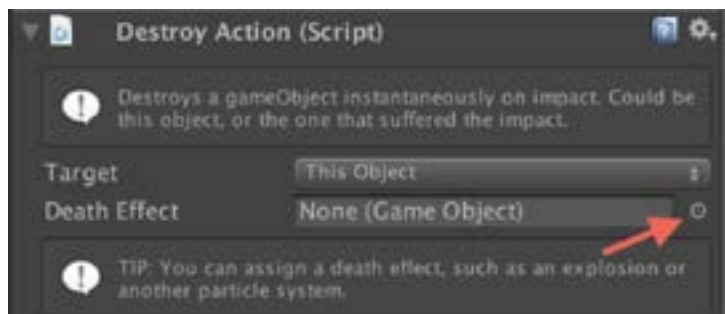 Destroy Action (Script)
Destroys a gameObject instantaneously on impact. Could be
this object, or the one that suffered the impact.
Target This Object
Death Effect None (Game Object)
TIP: You can assign a death effect, such as an explosion or
another particle system.